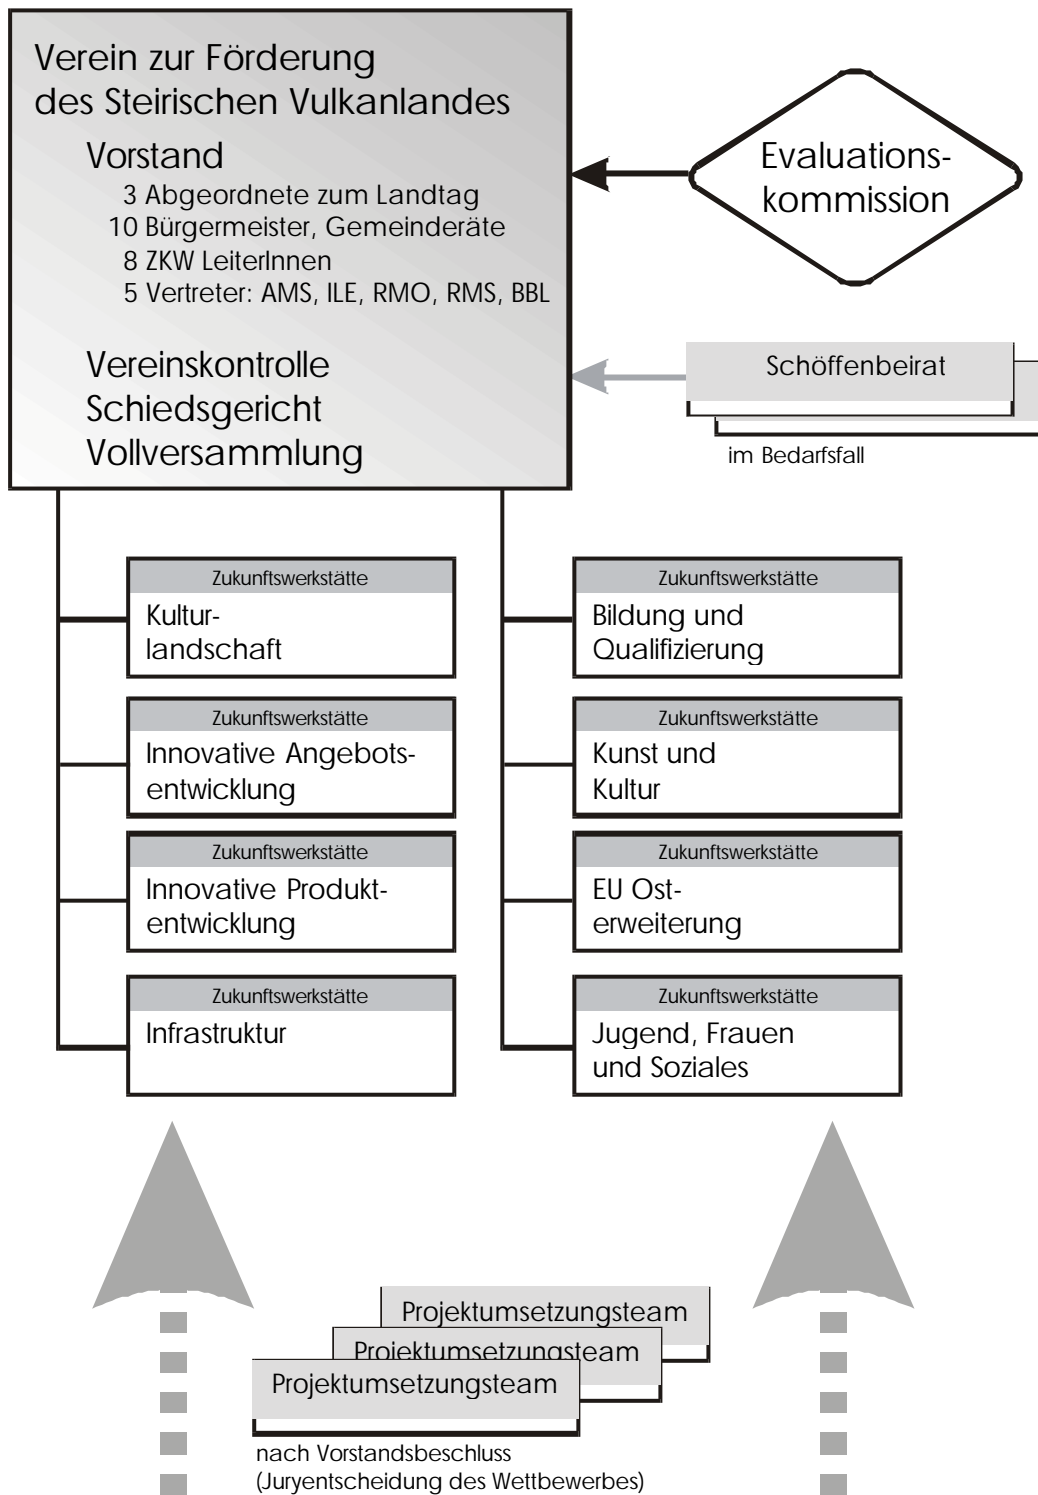 Verein zur Förderung
des Steirischen Vulkanlandes
Vorstand
3 Abgeordnete zum Landtag
10 Bürgermeister, Gemeinderäte
8 ZKW LeiterInnen
5 Vertreter: AMS, ILE, RMO, RMS, BBL
Vereinskontrolle
Schiedsgericht
Vollversammlung
Evaluations-
kommission
Schöffenbeirat
im Bedarfsfall
Zukunftswerkstätte
Kultur-
landschaft
Zukunftswerkstätte
Innovative Angebots-
entwicklung
Zukunftswerkstätte
Innovative Produkt-
entwicklung
Zukunftswerkstätte
Infrastruktur
Zukunftswerkstätte
Bildung und
Qualifizierung
Zukunftswerkstätte
Kunst und
Kultur
Zukunftswerkstätte
EU Ost-
erweiterung
Zukunftswerkstätte
Jugend, Frauen
und Soziales
Projektumsetzungsteam
Projektumsetzungsteam
Projektumsetzungsteam
nach Vorstandsbeschluss
(Juryentscheidung des Wettbewerbes)